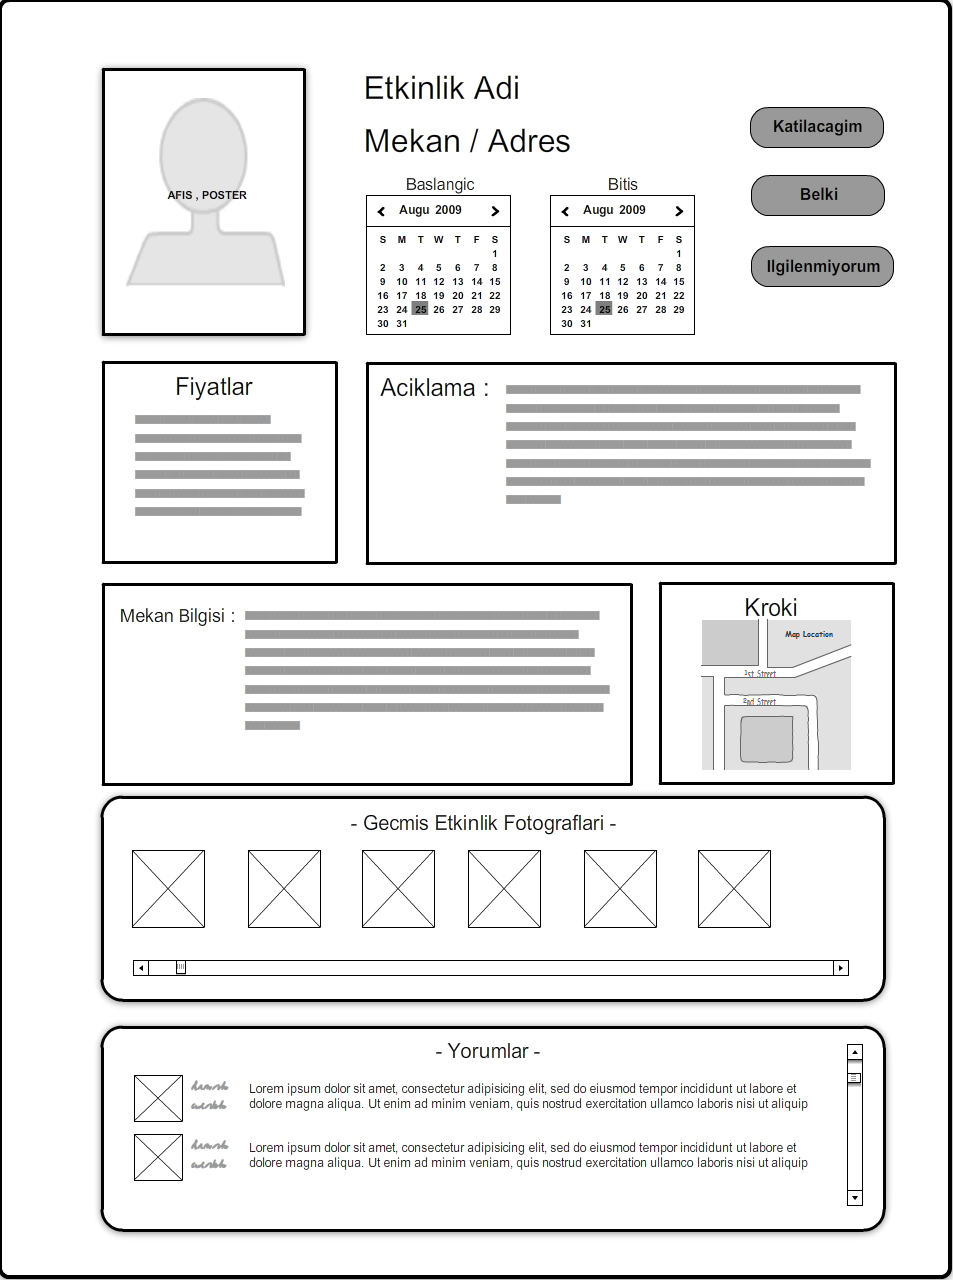 AFIS , POSTER
Etkinlik Adi
Mekan / Adres
Baslangic
Augu 2009
S M T W T F S
1
2 3 4 5 6 7 8
9 10 11 12 13 14 15
16 17 18 19 20 21 22
23 24 25 26 27 28 29
30 31
Bitis
Augu 2009
S M T W T F S
1
2 3 4 5 6 7 8
9 10 11 12 13 14 15
16 17 18 19 20 21 22
23 24 25 26 27 28 29
30 31
Katilacagim
Belki
Ilgilenmiyorum
Fiyatlar
Aciklama :
Mekan Bilgisi :
Kroki
Map Location
1st Street
2nd Street
- Gecmis Etkinlik Fotograflari -
- Yorumlar -
Lorem ipsum dolor sit amet, consectetur adipisicing elit, sed do eiusmod tempor incididunt ut labore et
dolore magna aliqua. Ut enim ad minim veniam, quis nostrud exercitation ullamco laboris nisi ut aliquip
Lorem ipsum dolor sit amet, consectetur adipisicing elit, sed do eiusmod tempor incididunt ut labore et
dolore magna aliqua. Ut enim ad minim veniam, quis nostrud exercitation ullamco laboris nisi ut aliquip